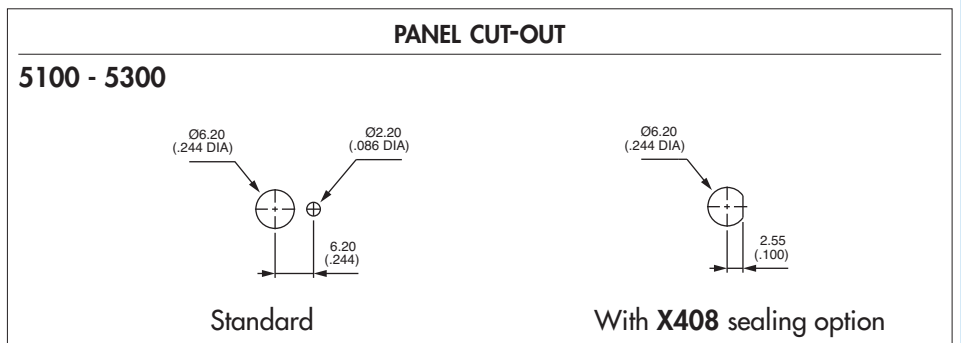 PANEL CUT-OUT
5100 - 5300
Ø6.20
(.244 DIA)
Ø2.20
(.086 DIA)
6.20
(.244)
Standard
Ø6.20
(.244 DIA)
2.55
(.100)
With X408 sealing option